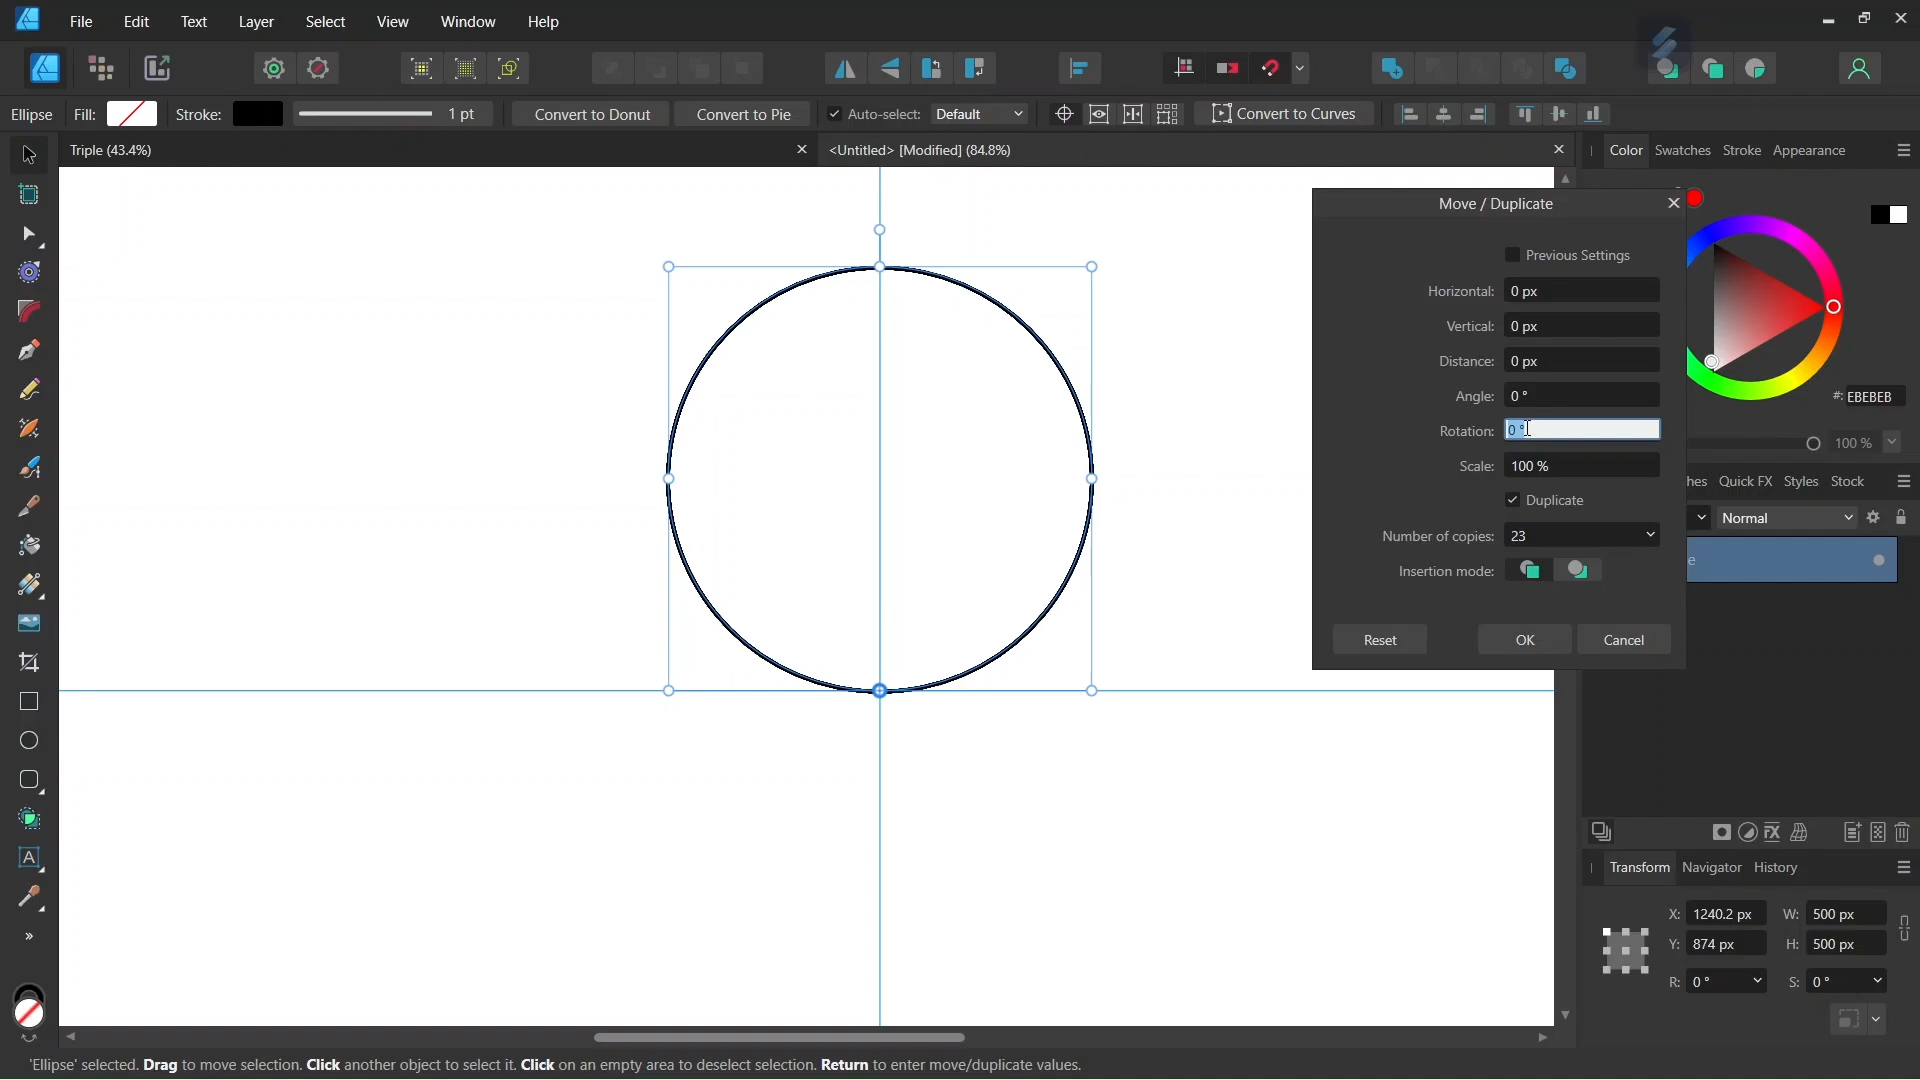 File Edit Text Layer Select View Window Help
Ellipse Fill: Stroke: 1 pt Convert to Donut Convert to Pie Auto-select: Default Convert to Curves
Triple (43.4%) <Untitled> [Modified] (84.8%) Color Swatches Stroke Appearance
Move / Duplicate
Previous Settings
Horizontal: 0 px
Vertical: 0 px
Distance: 0 px
Angle: 0 °
#: EBEBEB
Rotation: 0 °
100 %
Scale: 100 %
hes Quick FX Styles Stock
Duplicate
Normal
Number of copies: 23
e
Insertion mode:
Reset OK Cancel
FX
A
Transform Navigator History
X: 1240.2 px W: 500 px
Y: 874 px H: 500 px
R: 0 ° S: 0 °
'Ellipse' selected. Drag to move selection. Click another object to select it. Click on an empty area to deselect selection. Return to enter move/duplicate values.